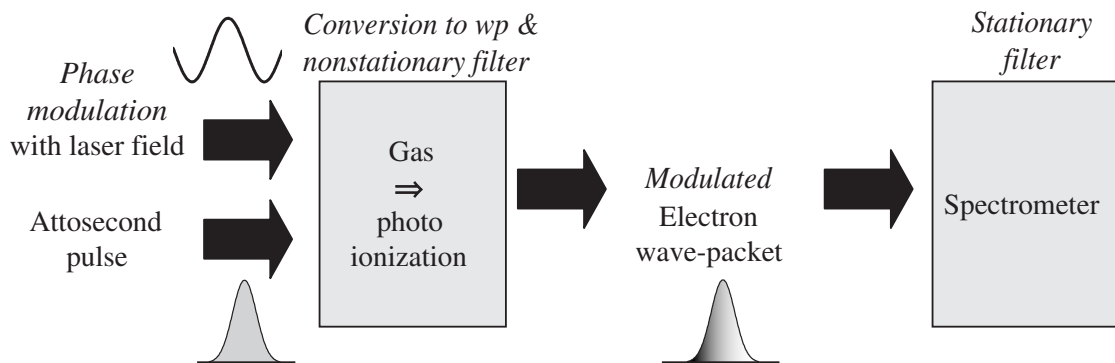 Phase
modulation
with laser field
Attosecond
pulse
Conversion to wp &
nonstationary filter
Gas
⇒
photo
ionization
Modulated
Electron
wave-packet
Stationary
filter
Spectrometer